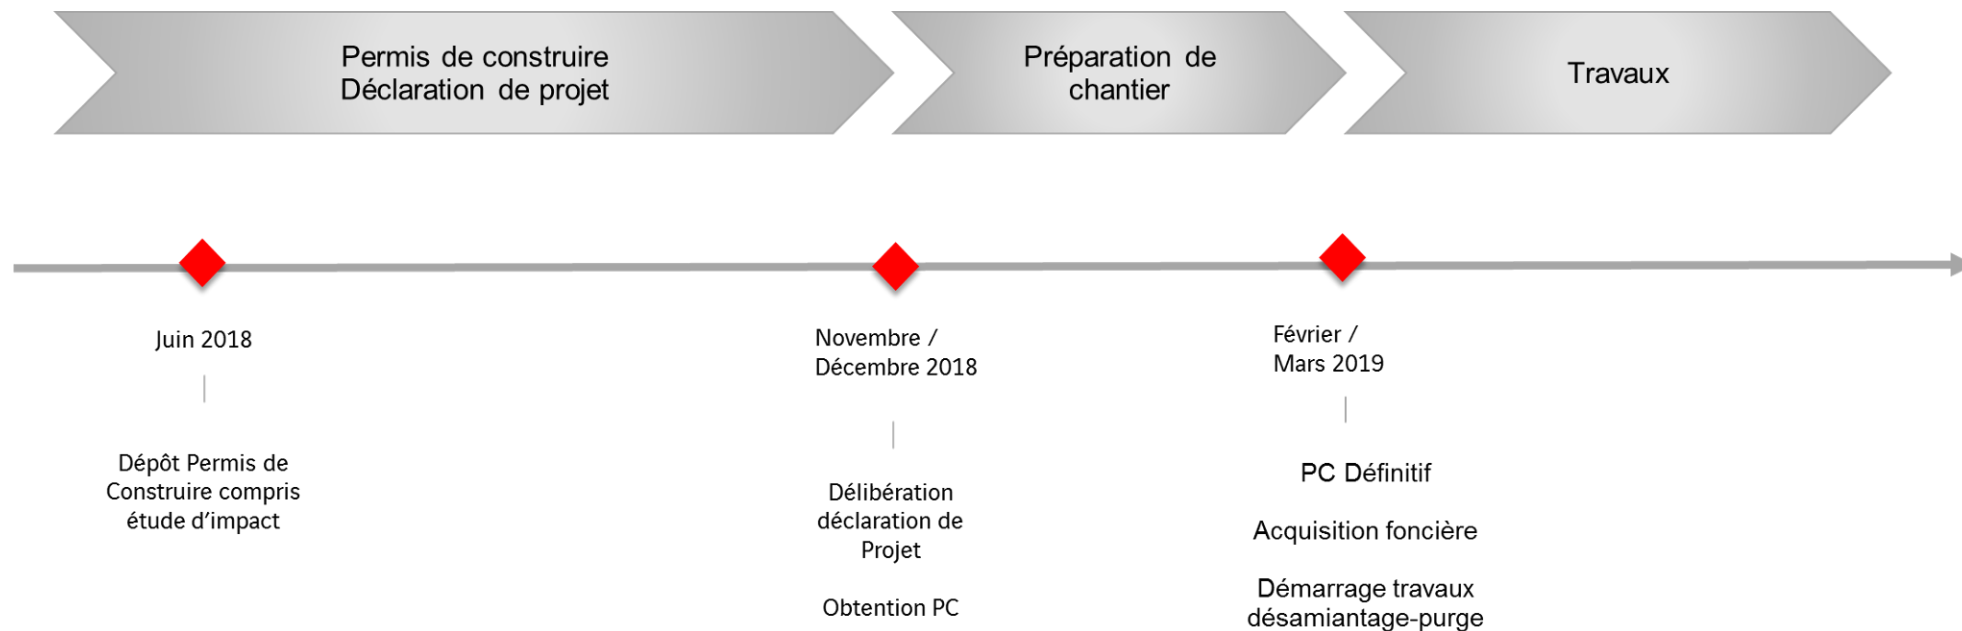 Permis de construire
Déclaration de projet
Préparation de
chantier
Travaux
Juin 2018
Dépôt Permis de
Construire compris
étude d’impact
Novembre /
Décembre 2018
Délibération
déclaration de
Projet
Obtention PC
Février /
Mars 2019
PC Définitif
Acquisition foncière
Démarrage travaux
désamiantage-purge